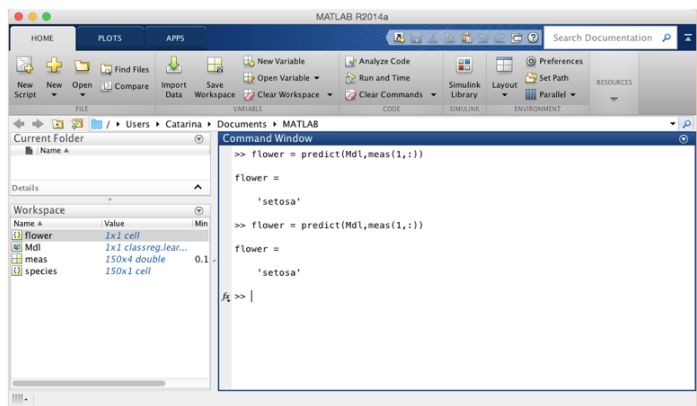 MATLAB R2014a
HOME PLOTS APPS Search Documentation
New Script New Open Find Files Compare Import Data Save Workspace New Variable Open Variable Clear Workspace Analyze Code Run and Time Clear Commands Simulink Library Layout Preferences Set Path Parallel RESOURCES
FILE VARIABLE CODE SIMULINK ENVIRONMENT
/ Users Catarina Documents MATLAB
Current Folder
Name
Details
Workspace
Name Value Min
flower 1x1 cell
Mdl 1x1 classreg.lear...
meas 150x4 double 0.1
species 150x1 cell
Command Window
>> flower = predict(Mdl,meas(1,:))
flower =
'setosa'
>> flower = predict(Mdl,meas(1,:))
flower =
'setosa'
fx >>